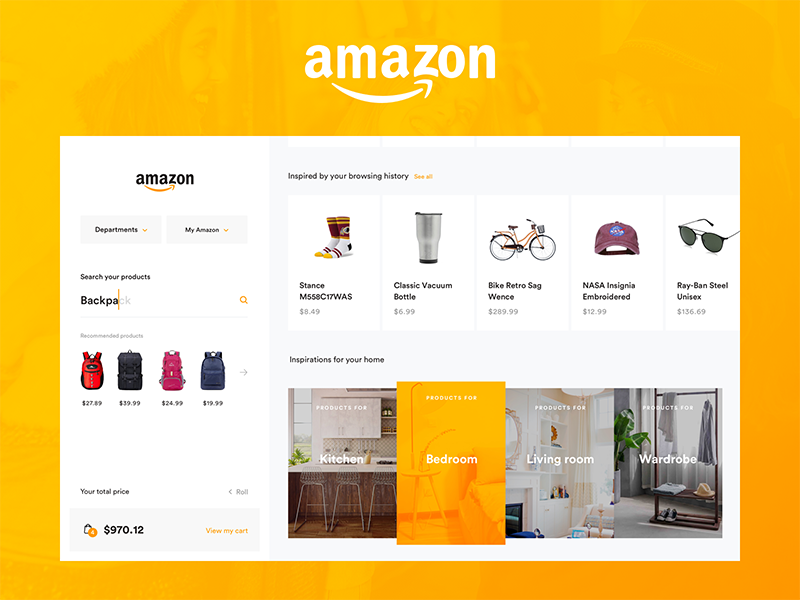 amazon
amazon
Departments
My Amazon
Search your products
Backpack
Recommended products
$27.89
$39.99
$24.99
$19.99
Your total price
Roll
4
$970.12
View my cart
Inspired by your browsing history
See all
Stance
M558C17WAS
$8.49
Classic Vacuum
Bottle
$6.99
Bike Retro Sag
Wence
$289.99
NASA Insignia
Embroidered
$12.99
Ray-Ban Steel
Unisex
$136.69
Inspirations for your home
PRODUCTS FOR
Kitchen
PRODUCTS FOR
Bedroom
PRODUCTS FOR
Living room
PRODUCTS FOR
Wardrobe